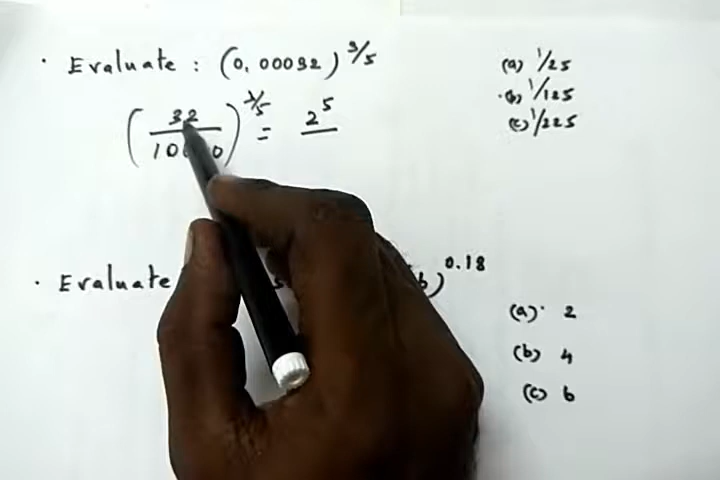 • Evaluate : (0.00032)^3/5
(a) 1/25
(b) 1/125
(c) 1/225
(32/100000)^3/5 = 2^5
• Evaluate )^0.18
(a) 2
(b) 4
(c) 6